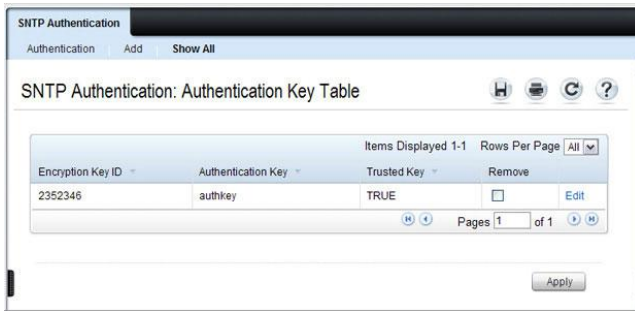 SNTP Authentication
Authentication Add Show All
SNTP Authentication: Authentication Key Table
?
Items Displayed 1-1 Rows Per Page All
Encryption Key ID Authentication Key Trusted Key Remove
2352346 authkey TRUE Edit
Pages 1 of 1
Apply